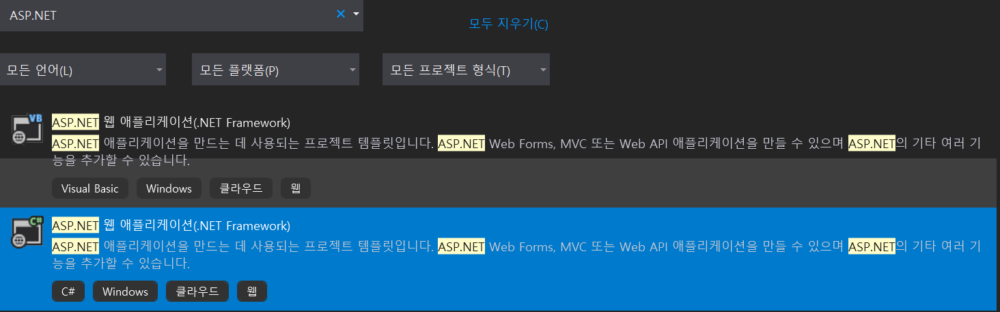 ASP.NET
모두 지우기(C)
모든 언어(L) 모든 플랫폼(P) 모든 프로젝트 형식(T)
VB
ASP.NET 웹 애플리케이션(.NET Framework)
ASP.NET 애플리케이션을 만드는 데 사용되는 프로젝트 템플릿입니다. ASP.NET Web Forms, MVC 또는 Web API 애플리케이션을 만들 수 있으며 ASP.NET의 기타 여러 기
능을 추가할 수 있습니다.
Visual Basic Windows 클라우드 웹
C#
ASP.NET 웹 애플리케이션(.NET Framework)
ASP.NET 애플리케이션을 만드는 데 사용되는 프로젝트 템플릿입니다. ASP.NET Web Forms, MVC 또는 Web API 애플리케이션을 만들 수 있으며 ASP.NET의 기타 여러 기
능을 추가할 수 있습니다.
C# Windows 클라우드 웹